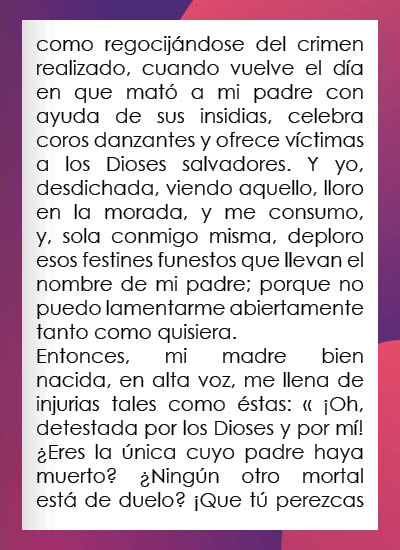 como regocijándose del crimen
realizado, cuando vuelve el día
en que mató a mi padre con
ayuda de sus insidias, celebra
coros danzantes y ofrece víctimas
a los Dioses salvadores. Y yo,
desdichada, viendo aquello, lloro
en la morada, y me consumo,
y, sola conmigo misma, deploro
esos festines funestos que llevan el
nombre de mi padre; porque no
puedo lamentarme abiertamente
tanto como quisiera.
Entonces, mi madre bien
nacida, en alta voz, me llena de
injurias tales como éstas: « ¡Oh,
detestada por los Dioses y por mí!
¿Eres la única cuyo padre haya
muerto? ¿Ningún otro mortal
está de duelo? ¡Que tú perezcas